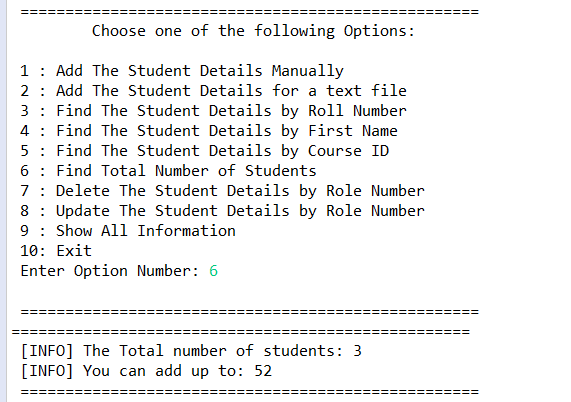 ===================================================
Choose one of the following Options:
1 : Add The Student Details Manually
2 : Add The Student Details for a text file
3 : Find The Student Details by Roll Number
4 : Find The Student Details by First Name
5 : Find The Student Details by Course ID
6 : Find Total Number of Students
7 : Delete The Student Details by Role Number
8 : Update The Student Details by Role Number
9 : Show All Information
10: Exit
Enter Option Number: 6
===================================================
===================================================
[INFO] The Total number of students: 3
[INFO] You can add up to: 52
===================================================